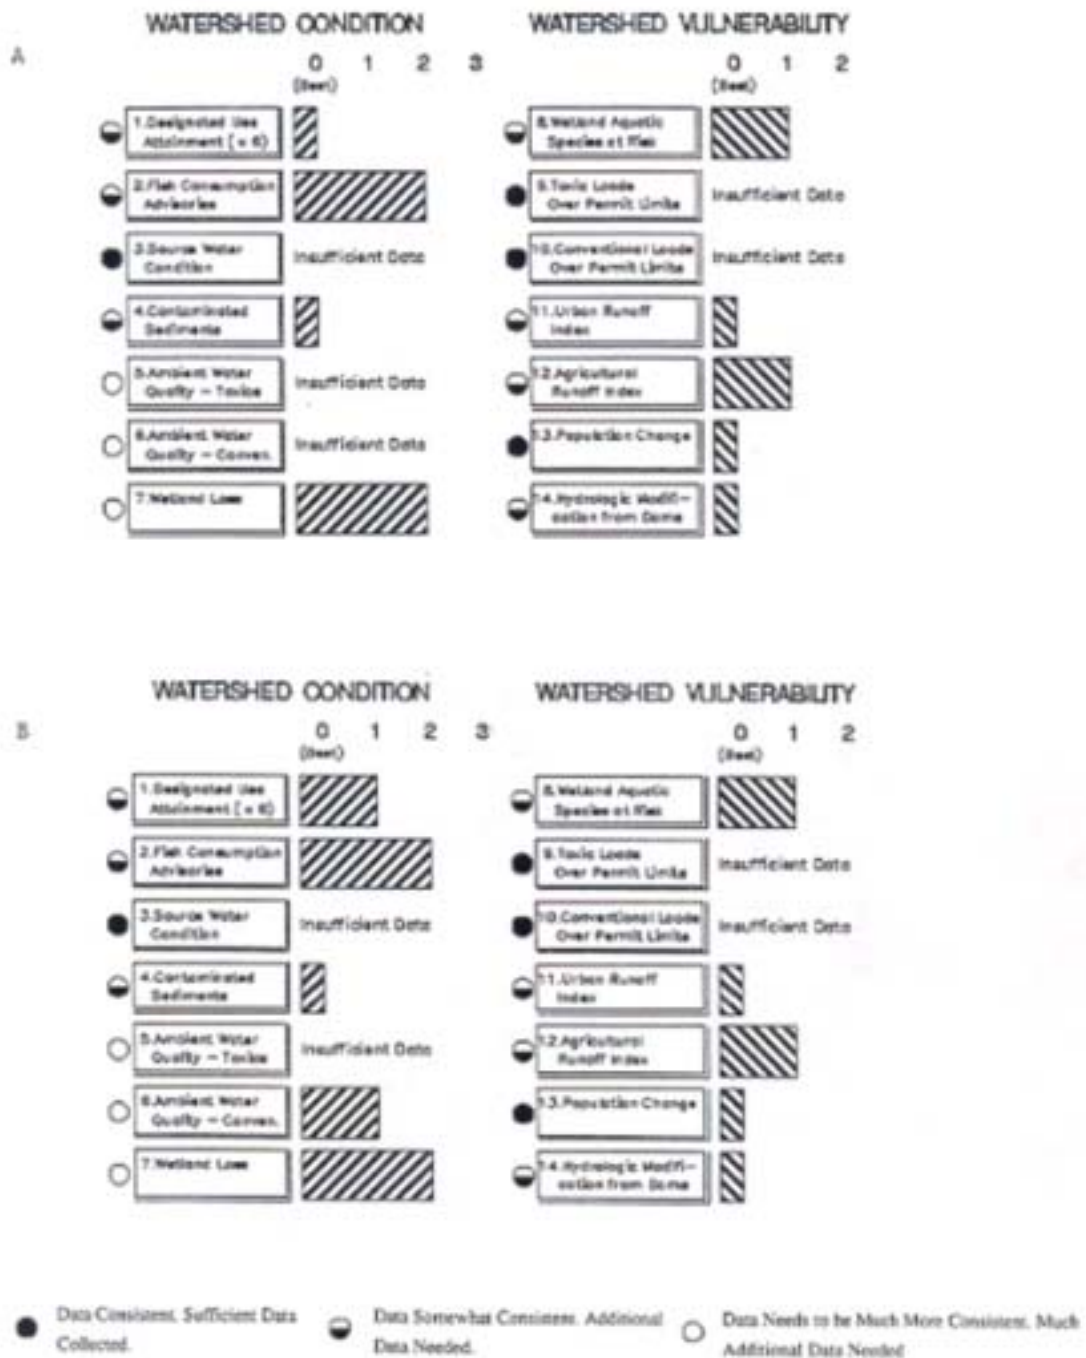 WATERSHED CONDITION
WATERSHED VULNERABILITY
A
0 1 2 3
(Best)
0 1 2
(Best)
1.Designated Use
Attainment (x 6)
2.Fish Consumption
Advisories
3.Source Water
Condition
Insufficient Data
4.Contaminated
Sediments
5.Ambient Water
Quality - Toxics
Insufficient Data
6.Ambient Water
Quality - Conven.
Insufficient Data
7.Wetland Loss
8.Wetland Aquatic
Species at Risk
9.Toxic Loads
Over Permit Limits
Insufficient Data
10.Conventional Loads
Over Permit Limits
Insufficient Data
11.Urban Runoff
Index
12.Agricultural
Runoff Index
13.Population Change
14.Hydrologic Modifi-
cation from Dams
WATERSHED CONDITION
WATERSHED VULNERABILITY
B
0 1 2 3
(Best)
0 1 2
(Best)
1.Designated Use
Attainment (x 6)
2.Fish Consumption
Advisories
3.Source Water
Condition
Insufficient Data
4.Contaminated
Sediments
5.Ambient Water
Quality - Toxics
Insufficient Data
6.Ambient Water
Quality - Conven.
7.Wetland Loss
8.Wetland Aquatic
Species at Risk
9.Toxic Loads
Over Permit Limits
Insufficient Data
10.Conventional Loads
Over Permit Limits
Insufficient Data
11.Urban Runoff
Index
12.Agricultural
Runoff Index
13.Population Change
14.Hydrologic Modifi-
cation from Dams
Data Consistent. Sufficient Data
Collected.
Data Somewhat Consistent. Additional
Data Needed.
Data Needs to be Much More Consistent. Much
Additional Data Needed